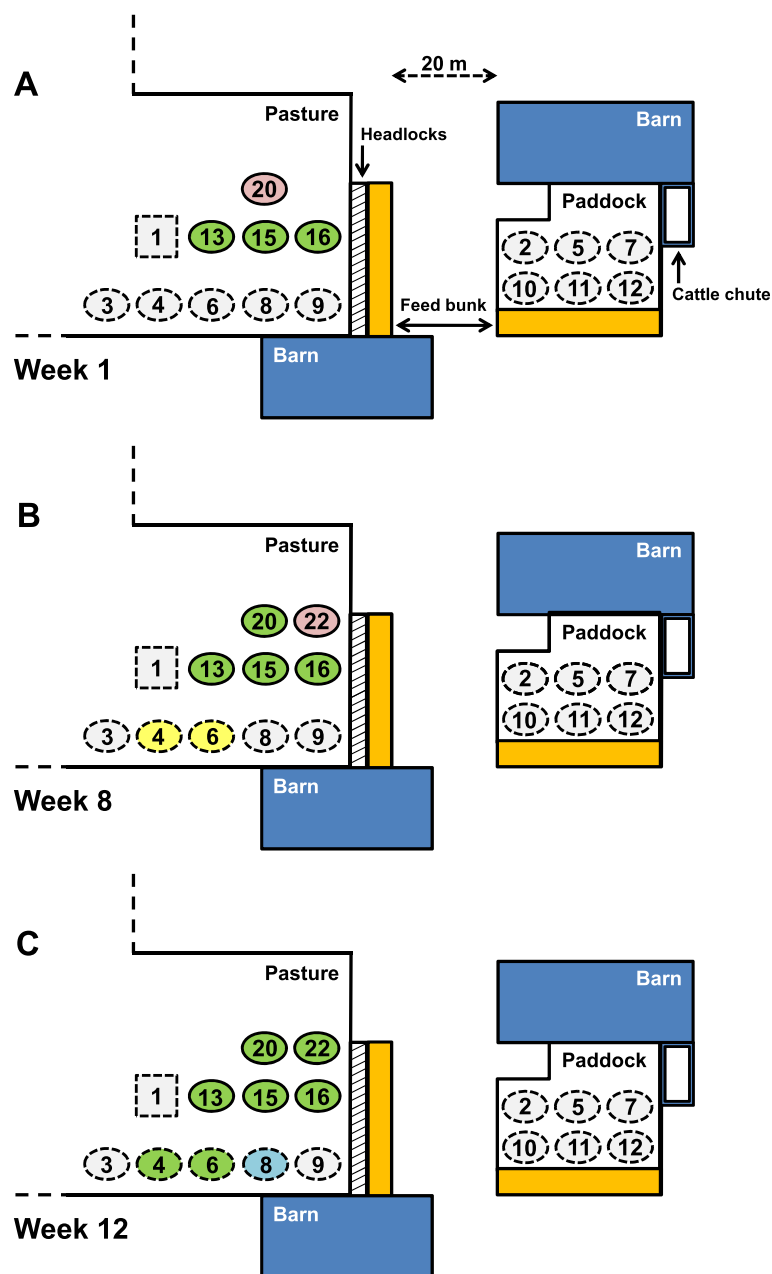 A
20 m
Pasture
Barn
Headlocks
20
Paddock
1 13 15 16
2 5 7
3 4 6 8 9
10 11 12
Cattle chute
Feed bunk
Barn
Week 1
B
Pasture
Barn
20 22
Paddock
1 13 15 16
2 5 7
3 4 6 8 9
10 11 12
Barn
Week 8
C
Pasture
Barn
20 22
Paddock
1 13 15 16
2 5 7
3 4 6 8 9
10 11 12
Barn
Week 12